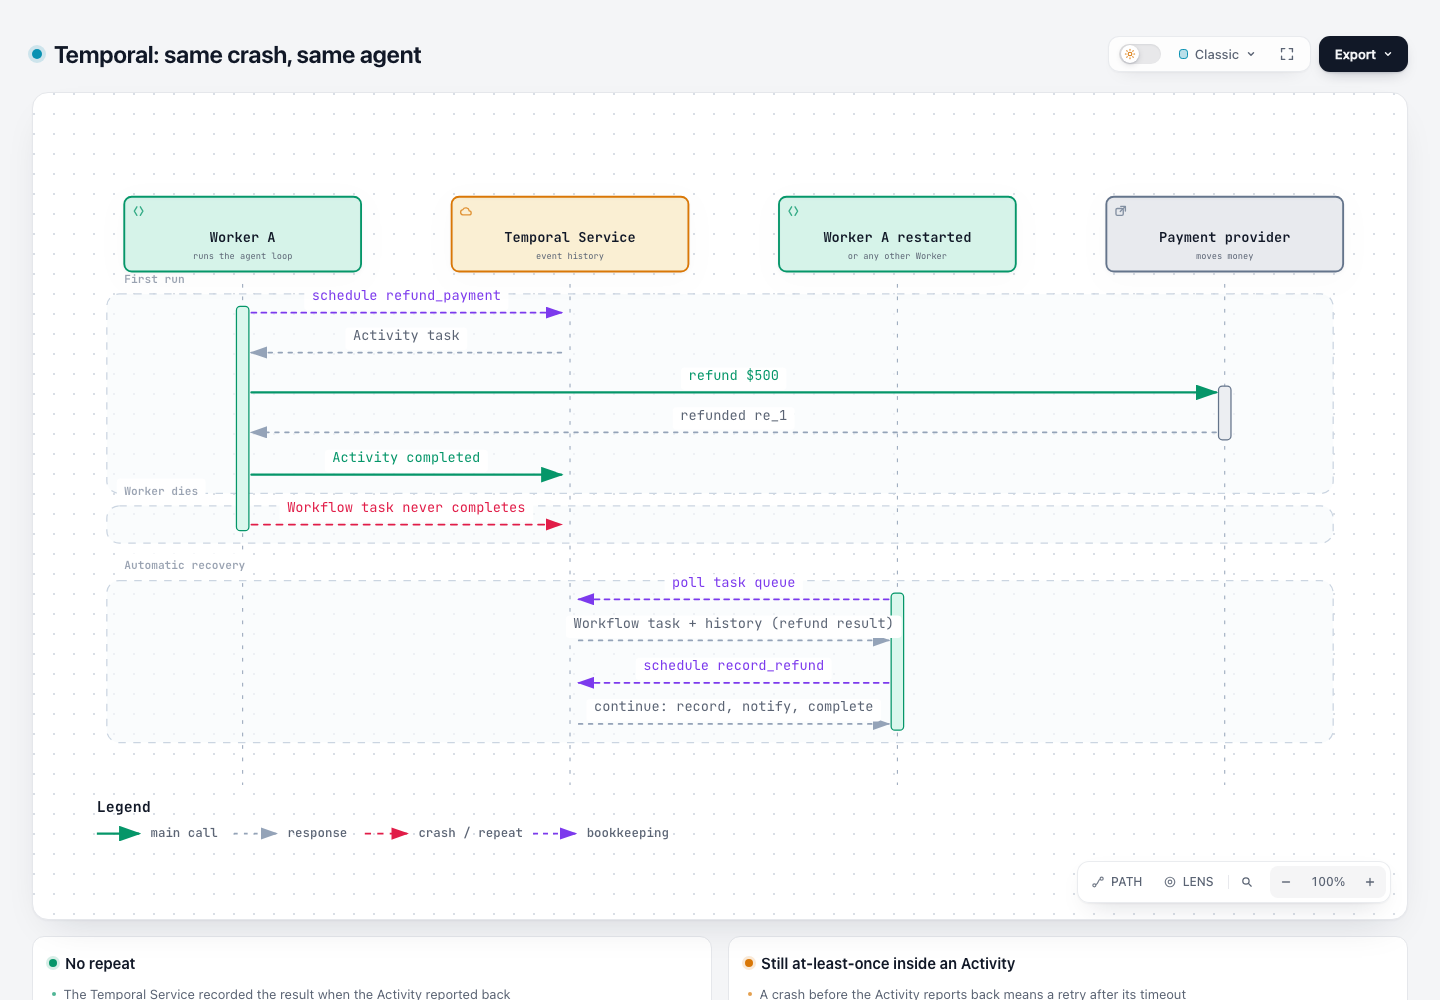 Temporal: same crash, same agent
Classic
Export
Worker A
runs the agent loop
Temporal Service
event history
Worker A restarted
or any other Worker
Payment provider
moves money
First run
schedule refund_payment
Activity task
refund $500
refunded re_1
Activity completed
Worker dies
Workflow task never completes
Automatic recovery
poll task queue
Workflow task + history (refund result)
schedule record_refund
continue: record, notify, complete
Legend
main call
response
crash / repeat
bookkeeping
PATH
LENS
− 100% +
No repeat
• The Temporal Service recorded the result when the Activity reported back
Still at-least-once inside an Activity
• A crash before the Activity reports back means a retry after its timeout